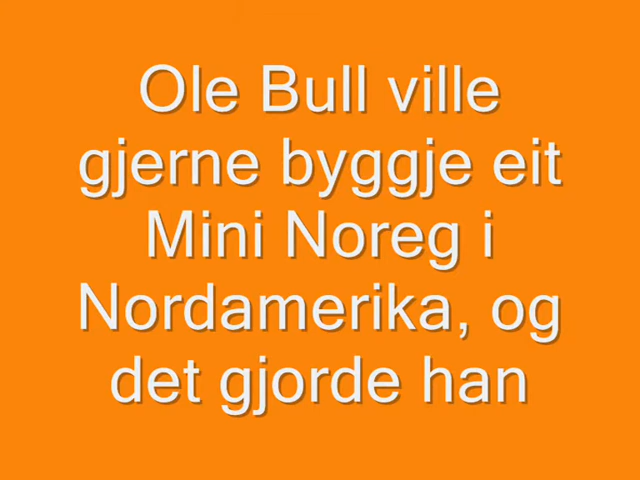 Ole Bull ville
gjerne byggje eit
Mini Noreg i
Nordamerika, og
det gjorde han